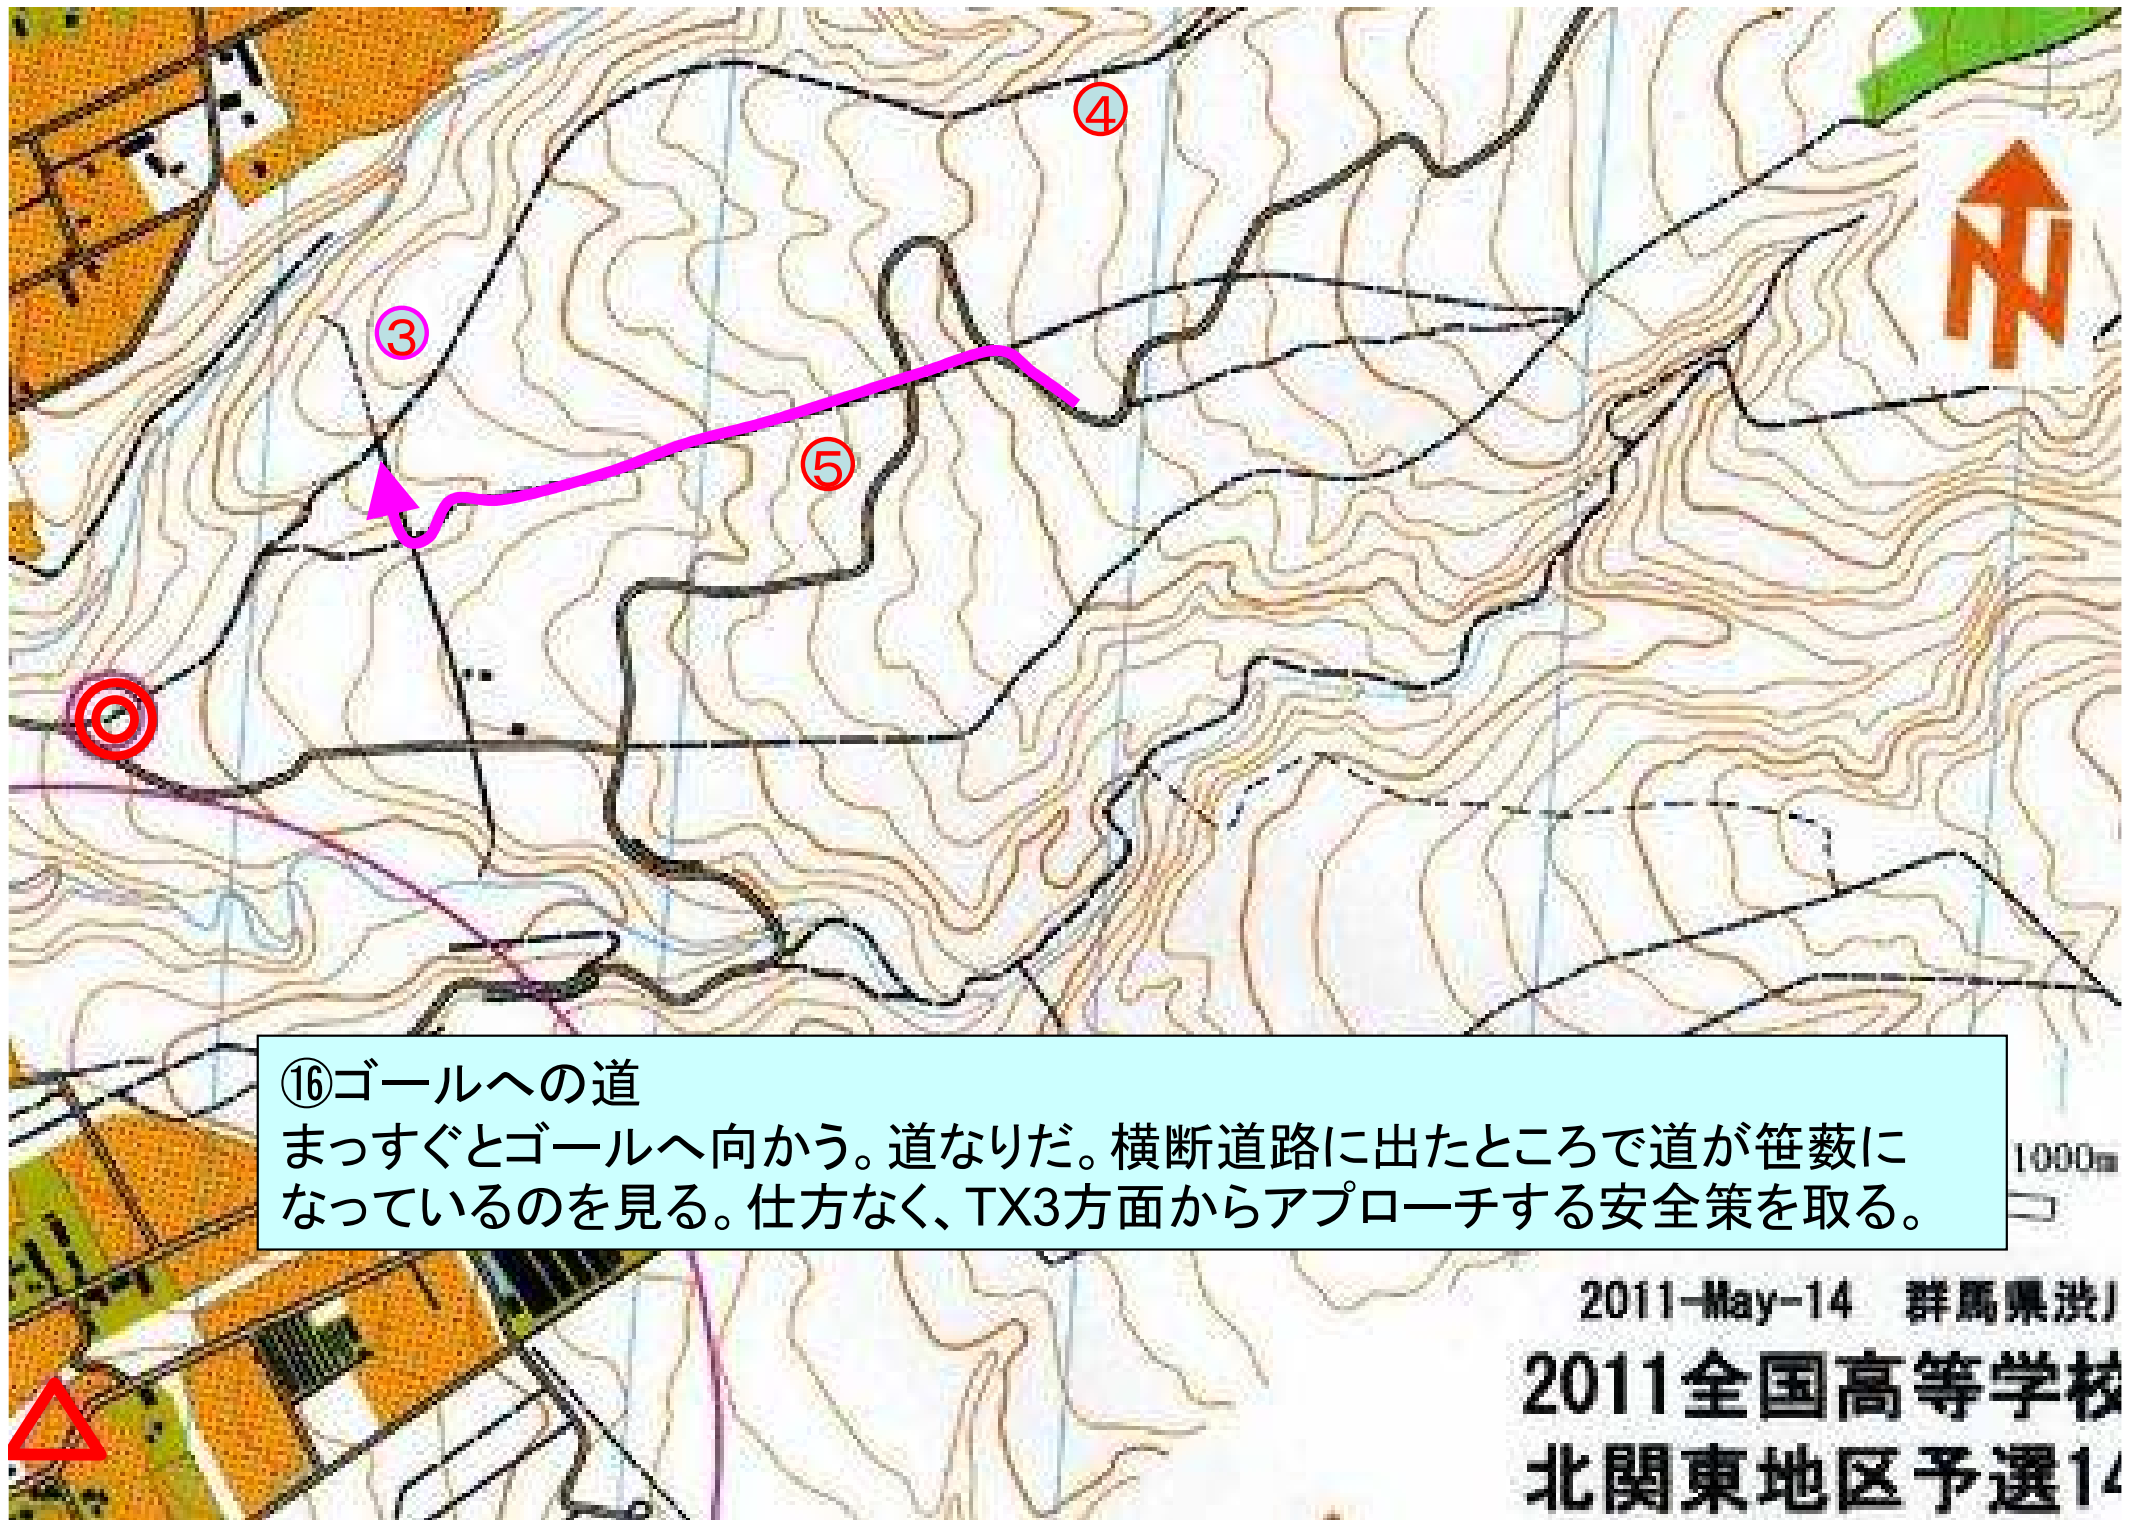 ④
③
⑤
⑯ゴールへの道
まっすぐとゴールへ向かう。道なりだ。横断道路に出たところで道が笹薮に
なっているのを見る。仕方なく、TX3方面からアプローチする安全策を取る。
1000m
2011-May-14 群馬県渋川
2011全国高等学校
北関東地区予選14